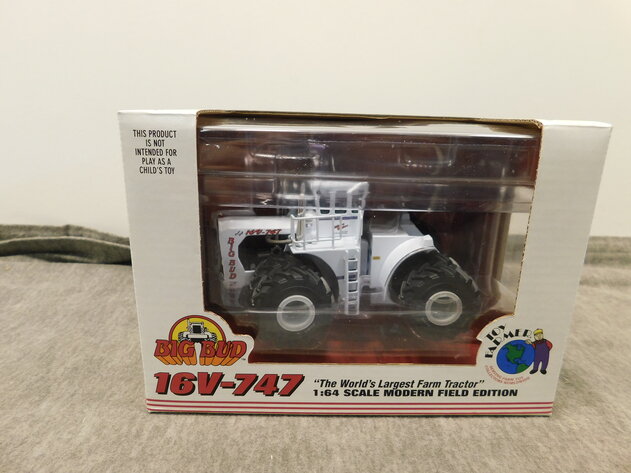 THIS PRODUCT
IS NOT
INTENDED FOR
PLAY AS A
CHILD'S TOY
16V-747
BIG BUD
BIG BUD
TOY FARMER
16V-747
"The World's Largest Farm Tractor"
1:64 SCALE MODERN FIELD EDITION